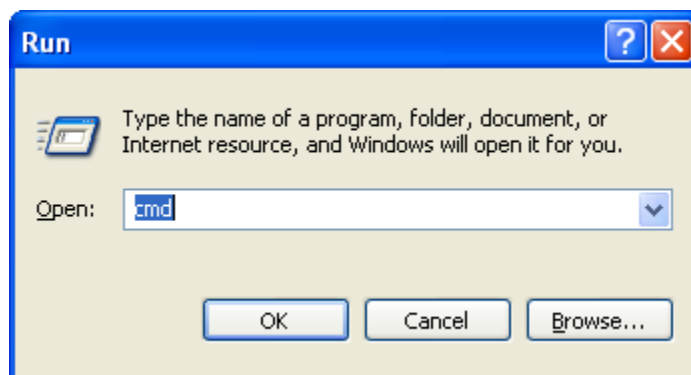 Run
Type the name of a program, folder, document, or
Internet resource, and Windows will open it for you.
Open: cmd
OK Cancel Browse...